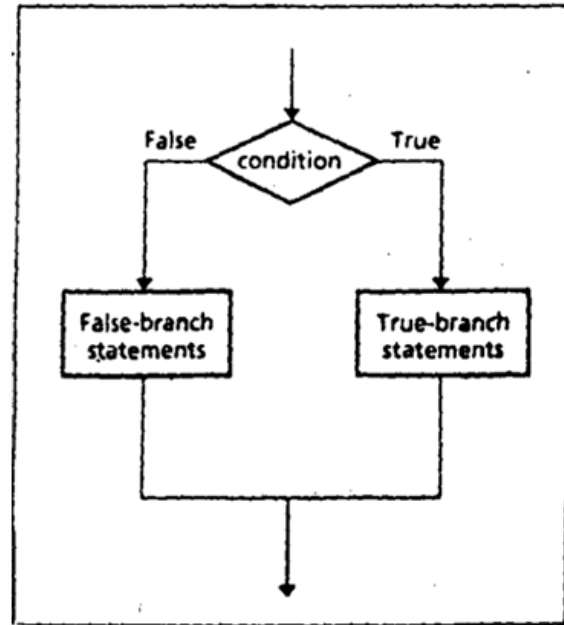 False
True
condition
False-branch
statements
True-branch
statements